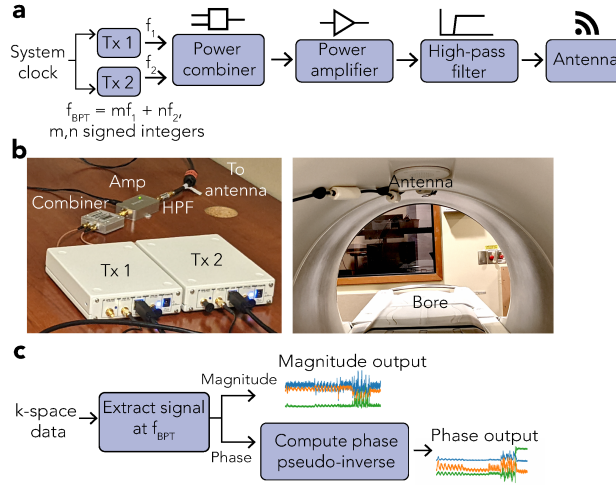 a
System clock
Tx 1
Tx 2
f₁
f₂
Power combiner
Power amplifier
High-pass filter
Antenna
f_BPT = mf₁ + nf₂,
m,n signed integers
b
Combiner
Amp
HPF
To antenna
Tx 1
Tx 2
Antenna
Bore
c
k-space data
Extract signal at f_BPT
Magnitude
Phase
Magnitude output
Compute phase pseudo-inverse
Phase output